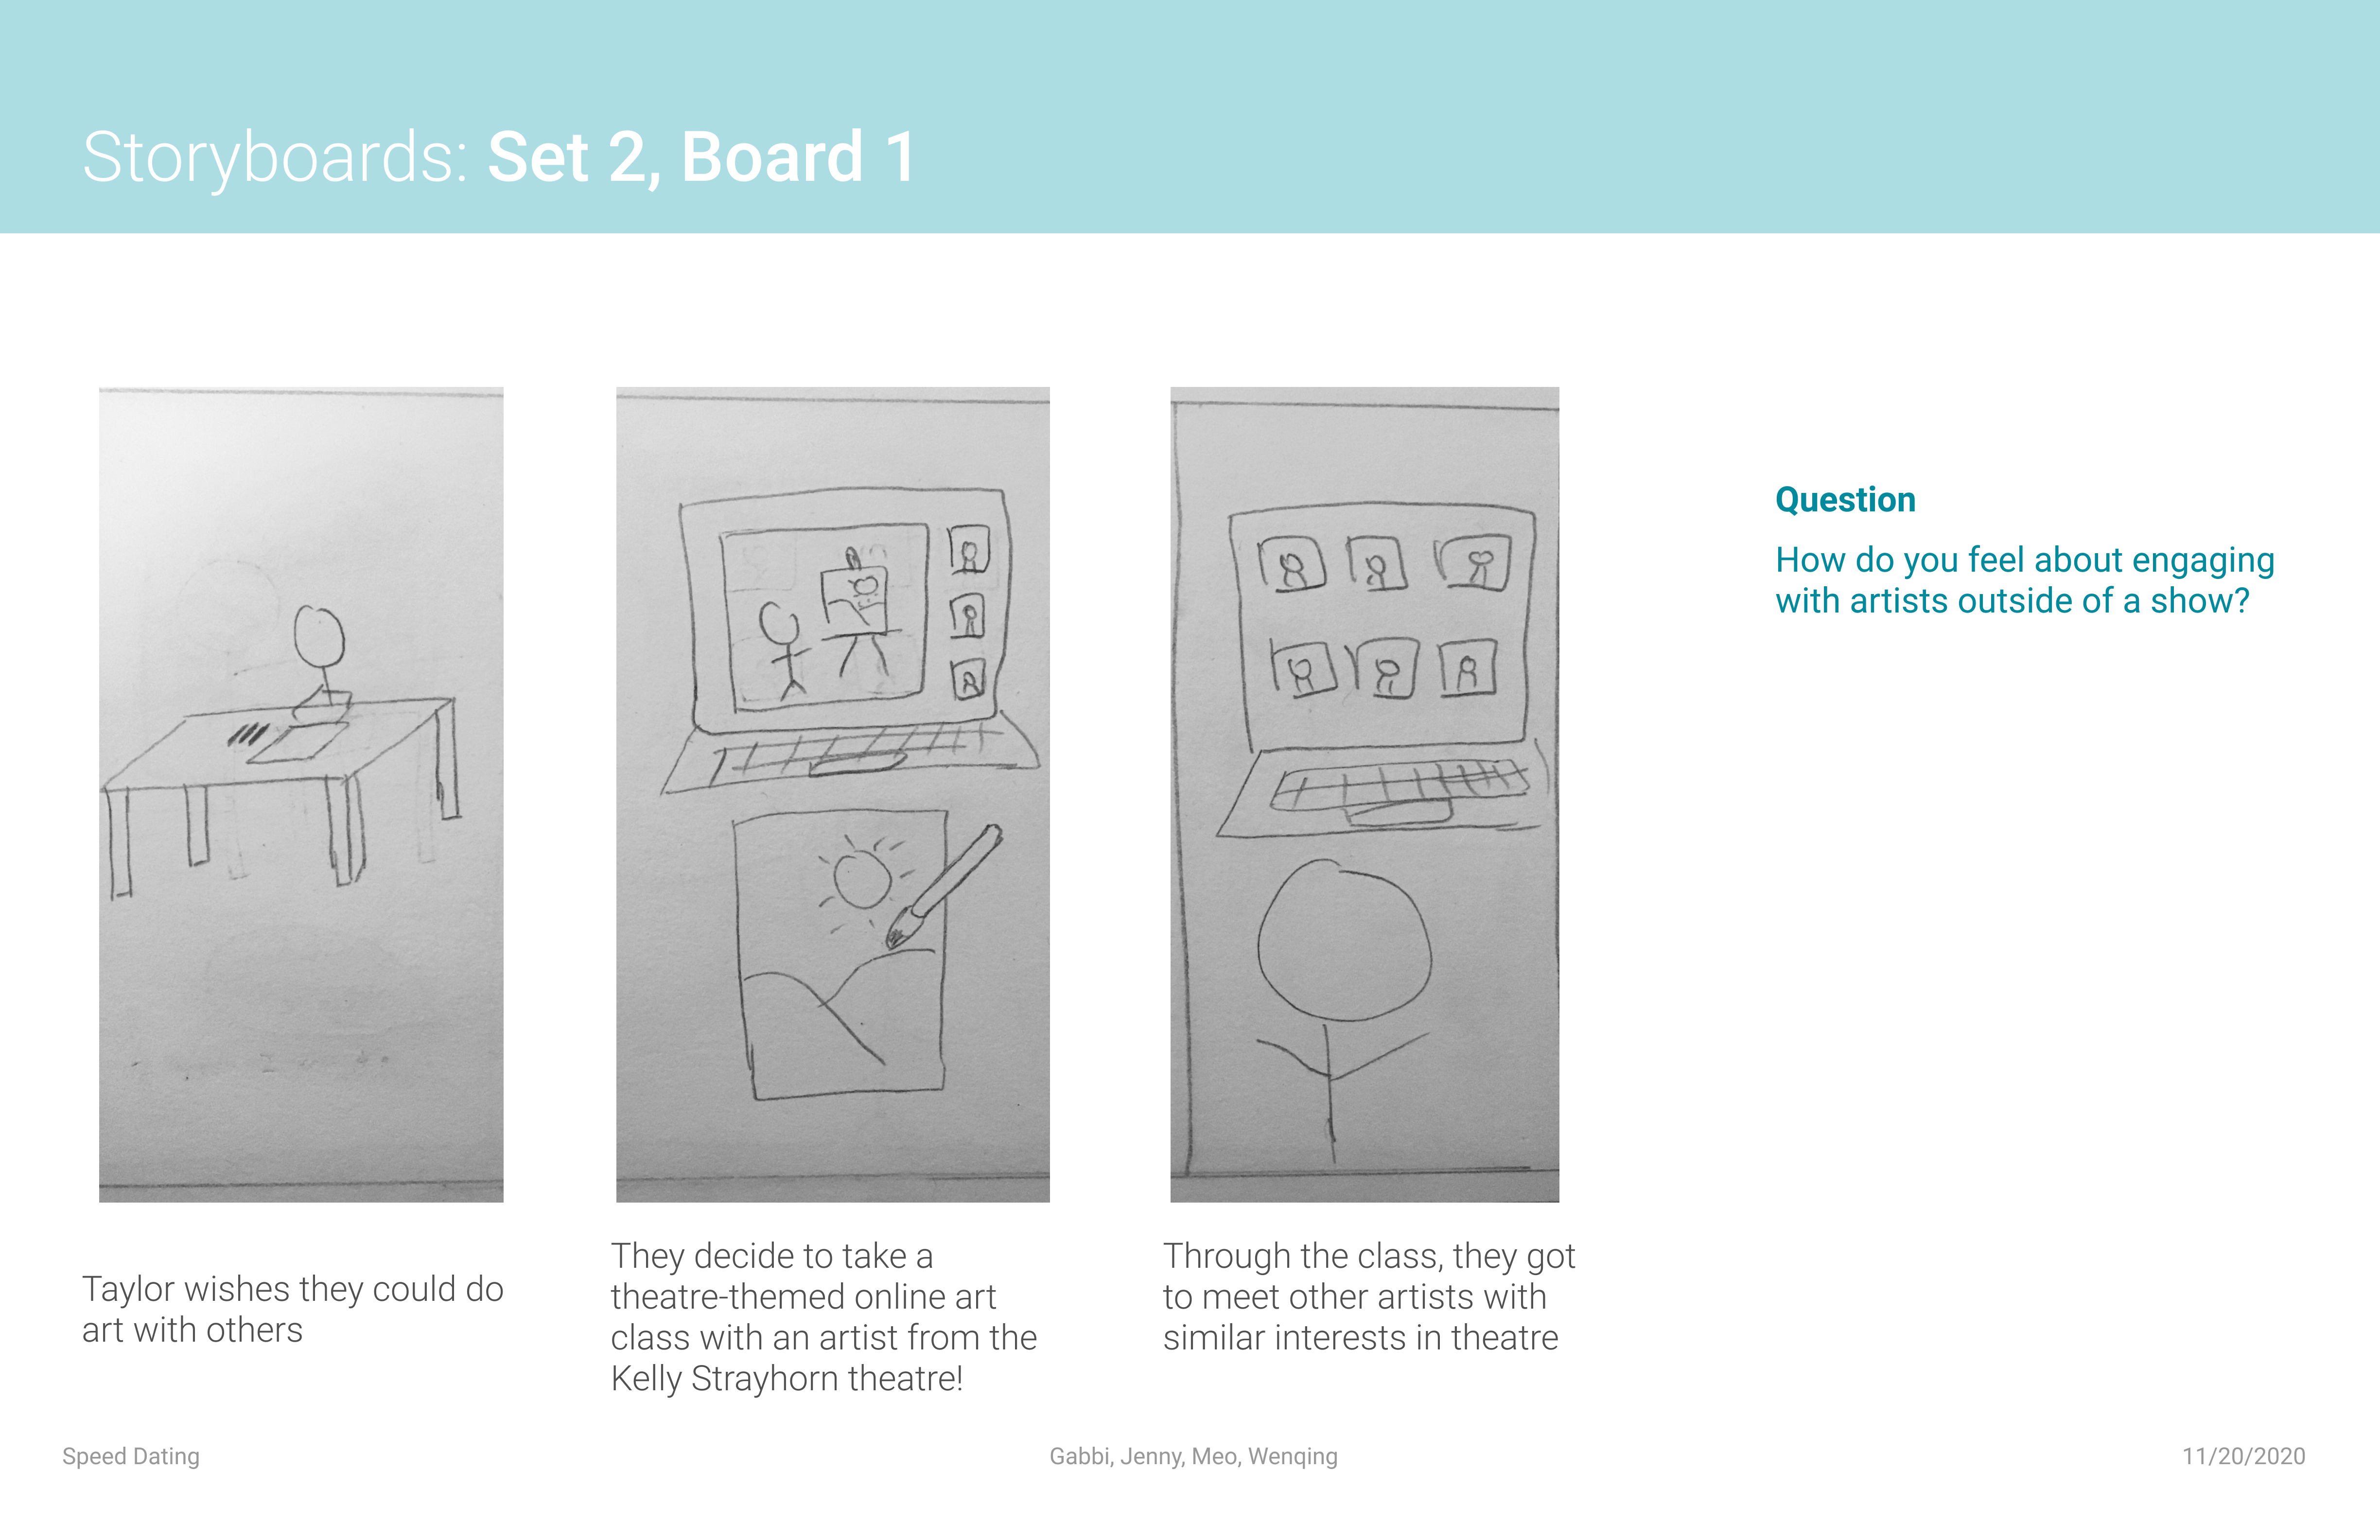 Storyboards: Set 2, Board 1
Question
How do you feel about engaging
with artists outside of a show?
Taylor wishes they could do
art with others
They decide to take a
theatre-themed online art
class with an artist from the
Kelly Strayhorn theatre!
Through the class, they got
to meet other artists with
similar interests in theatre
Speed Dating
Gabbi, Jenny, Meo, Wenqing
11/20/2020